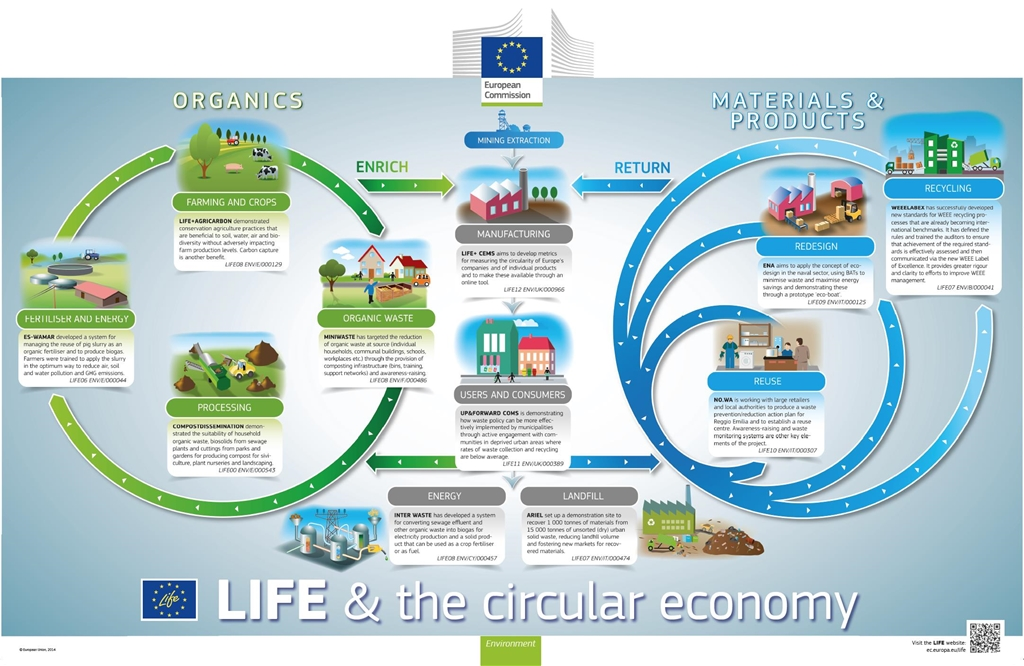 European
Commission
ORGANICS
MATERIALS &
PRODUCTS
MINING EXTRACTION
ENRICH
RETURN
FARMING AND CROPS
LIFE+AGRICARBON demonstrated
conservation agriculture practices that
are beneficial to soil, water, air and bio-
diversity without adversely impacting
farm production levels. Carbon capture
is another benefit.
LIFE08 ENV/E/000129
FERTILISER AND ENERGY
ES-WAMAR developed a system for
managing the reuse of pig slurry as an
organic fertiliser and to produce biogas.
Farmers were trained to apply the slurry
in the optimum way to reduce air, soil
and water pollution and GHG emissions.
LIFE06 ENV/E/000044
ORGANIC WASTE
MINIWASTE has targeted the reduction
of organic waste at source (individual
households, communal buildings, schools,
workplaces etc.) through the provision of
composting infrastructure (bins, training,
support networks) and awareness-raising.
LIFE08 ENV/F/000486
PROCESSING
COMPOSTDISSEMINATION demon-
strated the suitability of household
organic waste, biosolids from sewage
plants and cuttings from parks and
gardens for producing compost for sivi-
culture, plant nurseries and landscaping.
LIFE00 ENV/E/000543
MANUFACTURING
LIFE+ CEMS aims to develop metrics
for measuring the circularity of Europe's
companies and of individual products
and to make these available through an
online tool.
LIFE12 ENV/UK/000966
USERS AND CONSUMERS
UP&FORWARD COMS is demonstrating
how waste policy can be more effec-
tively implemented by municipalities
through active engagement with com-
munities in deprived urban areas where
rates of waste collection and recycling
are below average.
LIFE11 ENV/UK/000389
RECYCLING
WEEELABEX has successfully developed
new standards for WEEE recycling pro-
cesses that are already becoming inter-
national benchmarks. It has defined the
rules and trained the auditors to ensure
that achievement of the required stand-
ards is effectively assessed and then
communicated via the new WEEE Label
of Excellence. It provides greater rigour
and clarity to efforts to improve WEEE
management.
LIFE07 ENV/B/000041
REDESIGN
ENA aims to apply the concept of eco-
design in the naval sector, using BATs to
minimise waste and maximise energy
savings and demonstrating these
through a prototype 'eco-boat'.
LIFE09 ENV/IT/000125
REUSE
NO.WA is working with large retailers
and local authorities to produce a waste
prevention/reduction action plan for
Reggio Emilia and to establish a reuse
centre. Awareness-raising and waste
monitoring systems are other key ele-
ments of the project.
LIFE10 ENV/IT/000307
ENERGY
INTER WASTE has developed a system
for converting sewage effluent and
other organic waste into biogas for
electricity production and a solid prod-
uct that can be used as a crop fertiliser
or as fuel.
LIFE08 ENV/CY/000457
LANDFILL
ARIEL set up a demonstration site to
recover 1 000 tonnes of materials from
15 000 tonnes of unsorted (dry) urban
solid waste, reducing landfill volume
and fostering new markets for recov-
ered materials.
LIFE07 ENV/IT/000474
Life
LIFE & the circular economy
Environment
© European Union, 2014
Visit the LIFE website:
ec.europa.eu/life